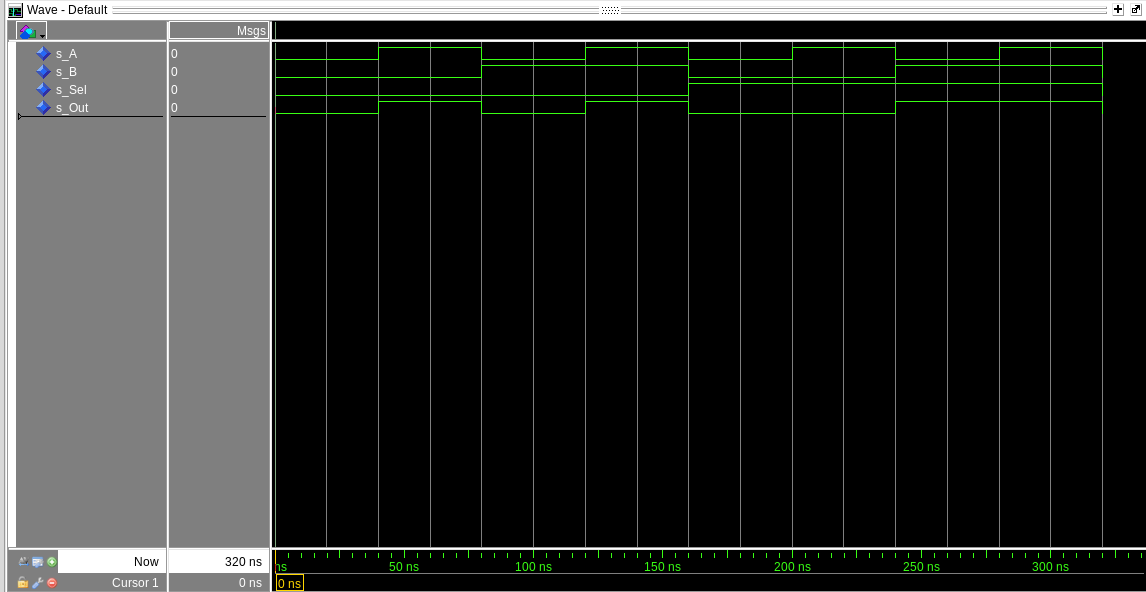 Wave - Default
Msgs
s_A 0
s_B 0
s_Sel 0
s_Out 0
Now 320 ns
ns 50 ns 100 ns 150 ns 200 ns 250 ns 300 ns
Cursor 1 0 ns
0 ns